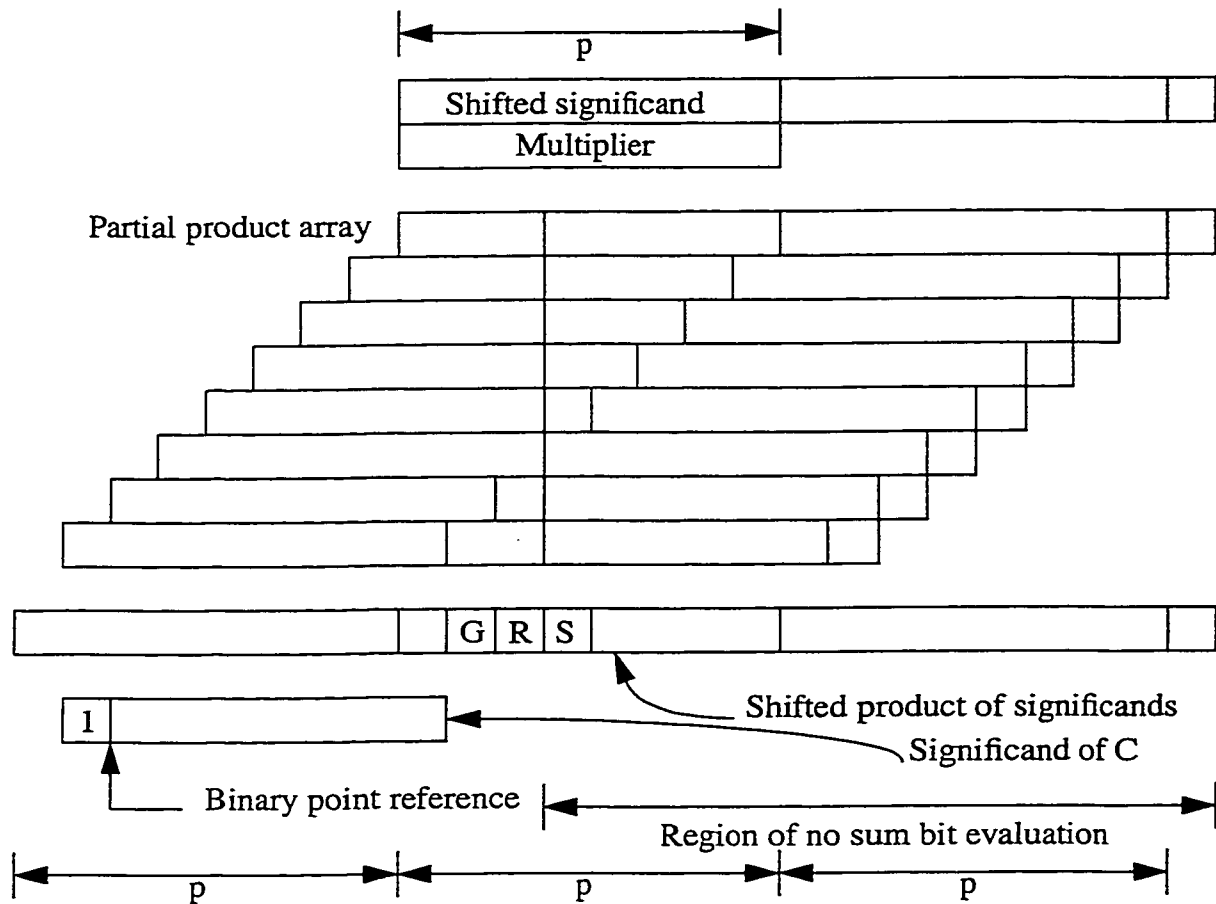 p
Shifted significand
Multiplier
Partial product array
G R S
1
Shifted product of significands
Significand of C
Binary point reference
Region of no sum bit evaluation
p p p